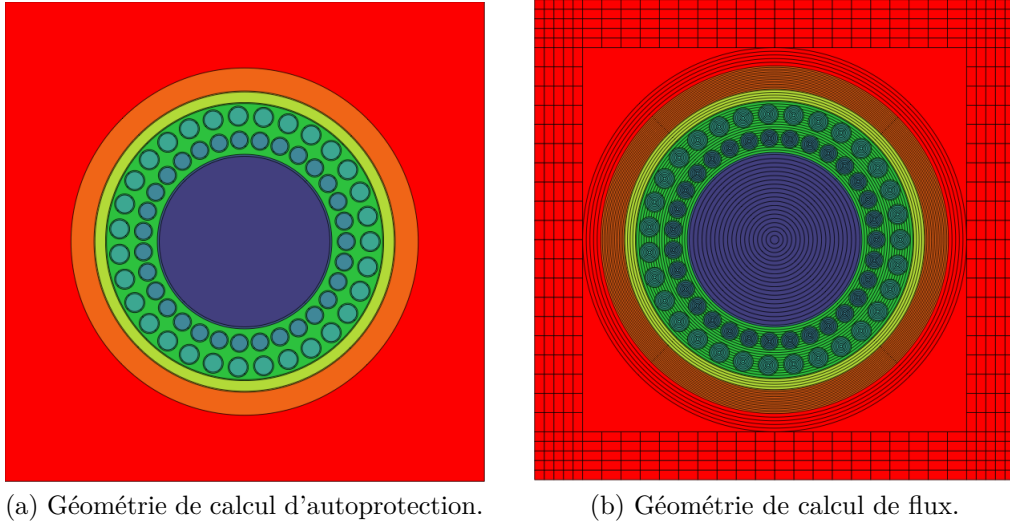 (a) Géométrie de calcul d'autoprotection.
(b) Géométrie de calcul de flux.